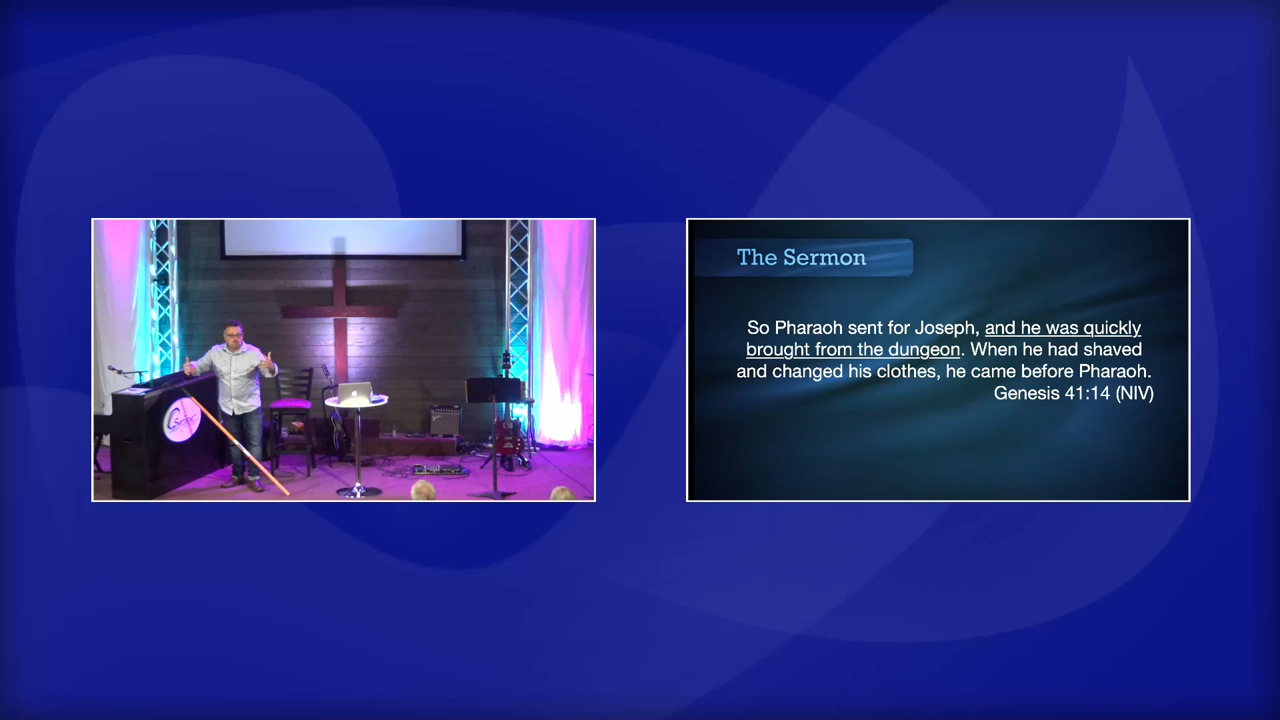 The Sermon
So Pharaoh sent for Joseph, and he was quickly
brought from the dungeon. When he had shaved
and changed his clothes, he came before Pharaoh.
Genesis 41:14 (NIV)